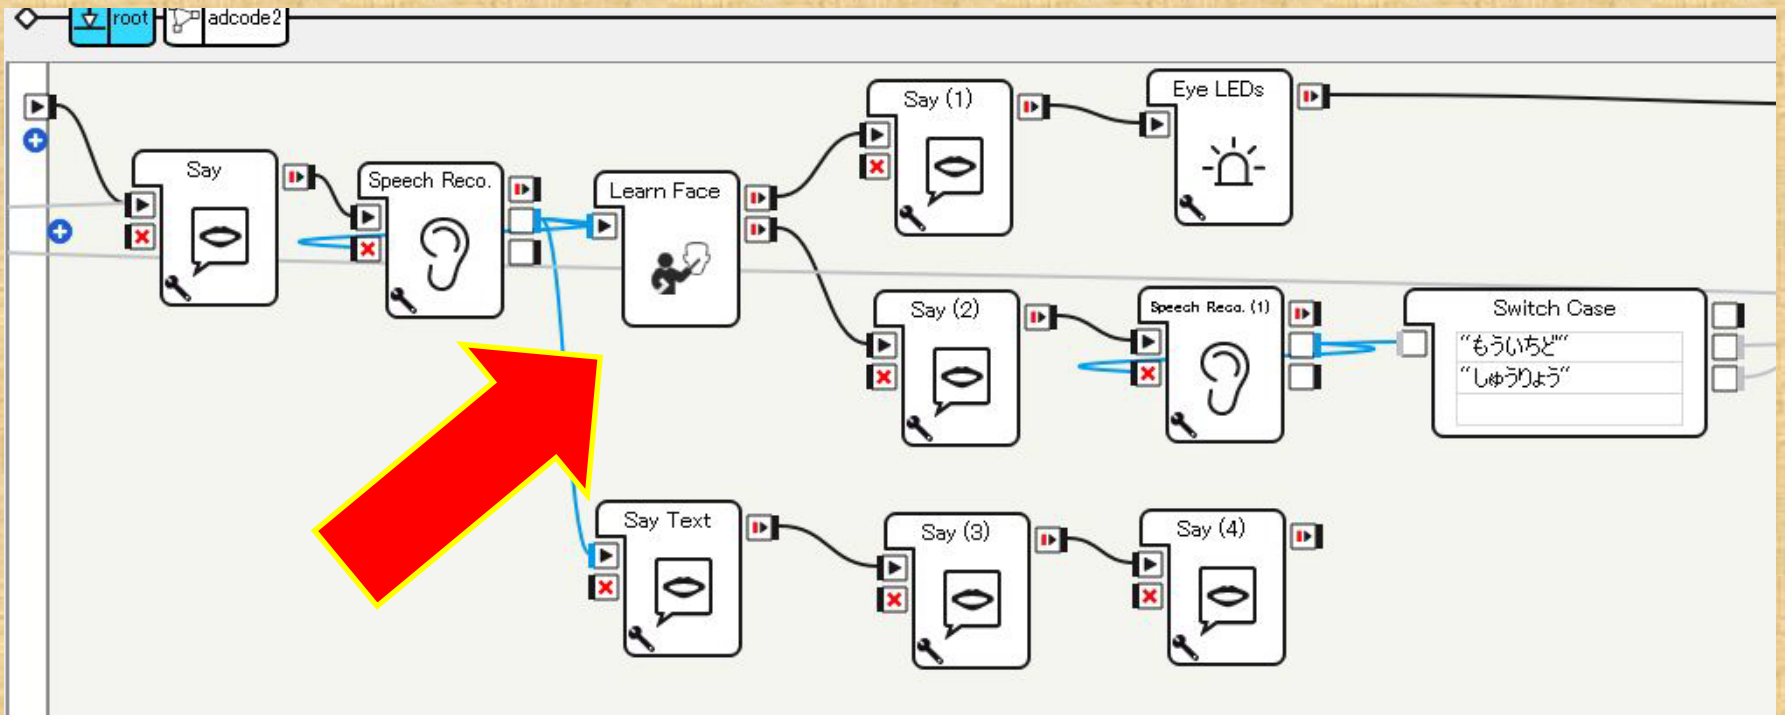 root
adcode2
Say
Speech Reco.
Learn Face
Say (1)
Eye LEDs
Say (2)
Speech Reco. (1)
Switch Case
"もういちど""
"しゅうりょう"
Say Text
Say (3)
Say (4)